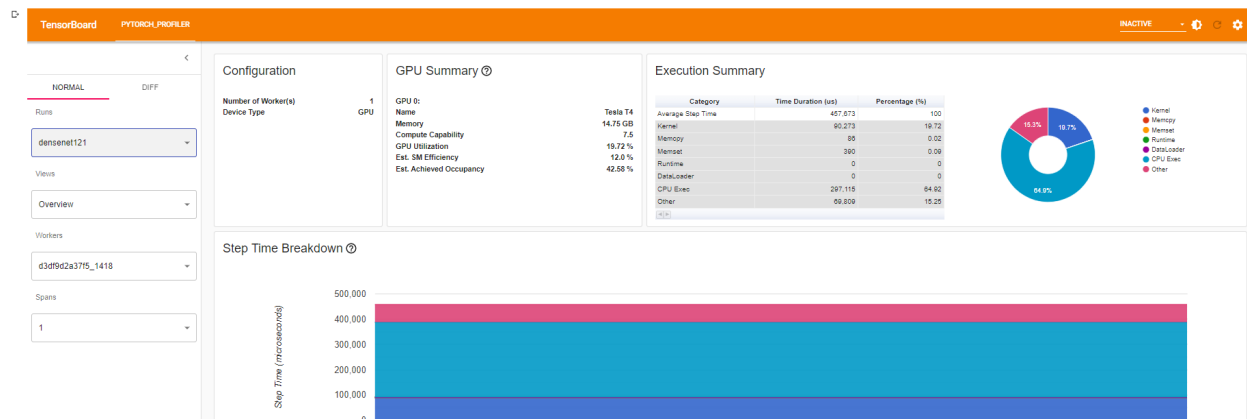 TensorBoard PYTORCH_PROFILER INACTIVE
NORMAL DIFF
Runs
densenet121
Views
Overview
Workers
d3df9d2a37f5_1418
Spans
1
Configuration
Number of Worker(s) 1
Device Type GPU
GPU Summary
GPU 0:
Name Tesla T4
Memory 14.75 GB
Compute Capability 7.5
GPU Utilization 19.72 %
Est. SM Efficiency 12.0 %
Est. Achieved Occupancy 42.58 %
Execution Summary
Category Time Duration (us) Percentage (%)
Average Step Time 457,673 100
Kernel 90,273 19.72
Memcpy 86 0.02
Memset 390 0.09
Runtime 0 0
DataLoader 0 0
CPU Exec 297,115 64.92
Other 69,809 15.25
15.3%
19.7%
64.9%
Kernel
Memcpy
Memset
Runtime
DataLoader
CPU Exec
Other
Step Time Breakdown
Step Time (microseconds)
500,000
400,000
300,000
200,000
100,000
0